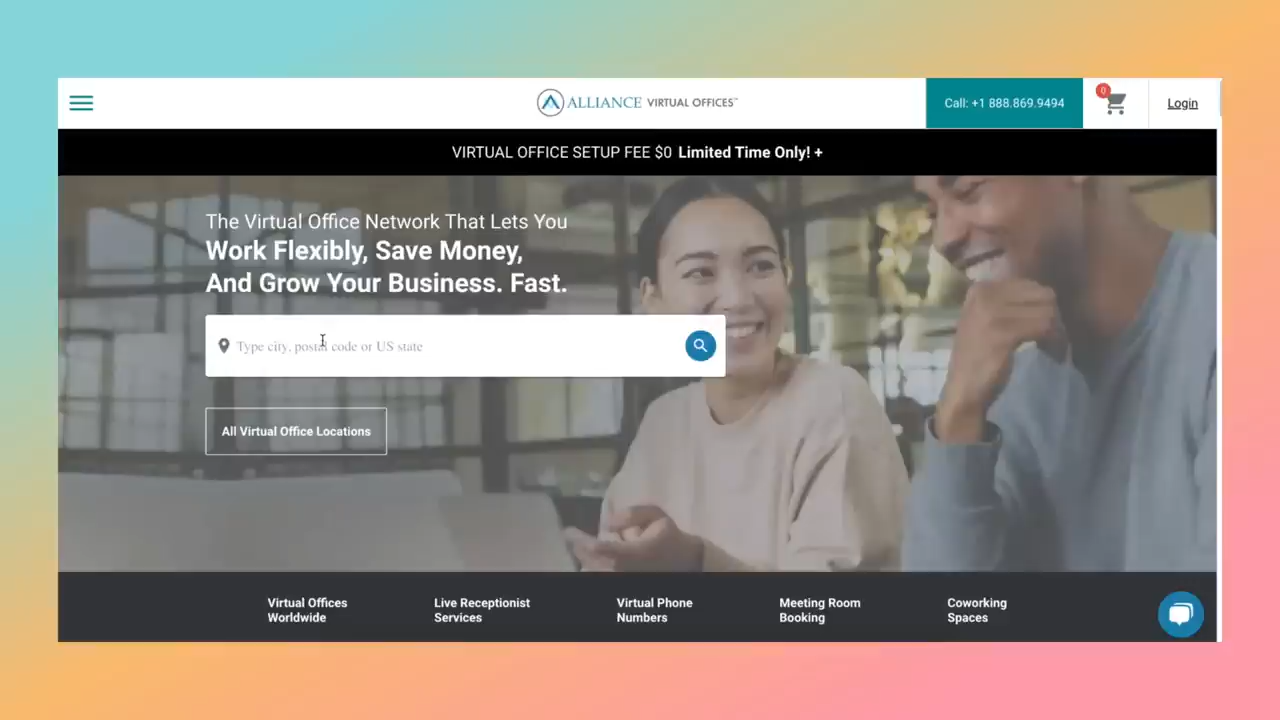 ALLIANCE VIRTUAL OFFICES™
Call: +1 888.869.9494
0
Login
VIRTUAL OFFICE SETUP FEE $0 Limited Time Only! +
The Virtual Office Network That Lets You
Work Flexibly, Save Money,
And Grow Your Business. Fast.
Type city, postal code or US state
All Virtual Office Locations
Virtual Offices
Worldwide
Live Receptionist
Services
Virtual Phone
Numbers
Meeting Room
Booking
Coworking
Spaces